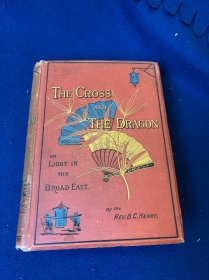 THE CROSS
AND
THE DRAGON
OR
LIGHT IN
THE
BROAD EAST.
by the
REV. B.C. HENRY.